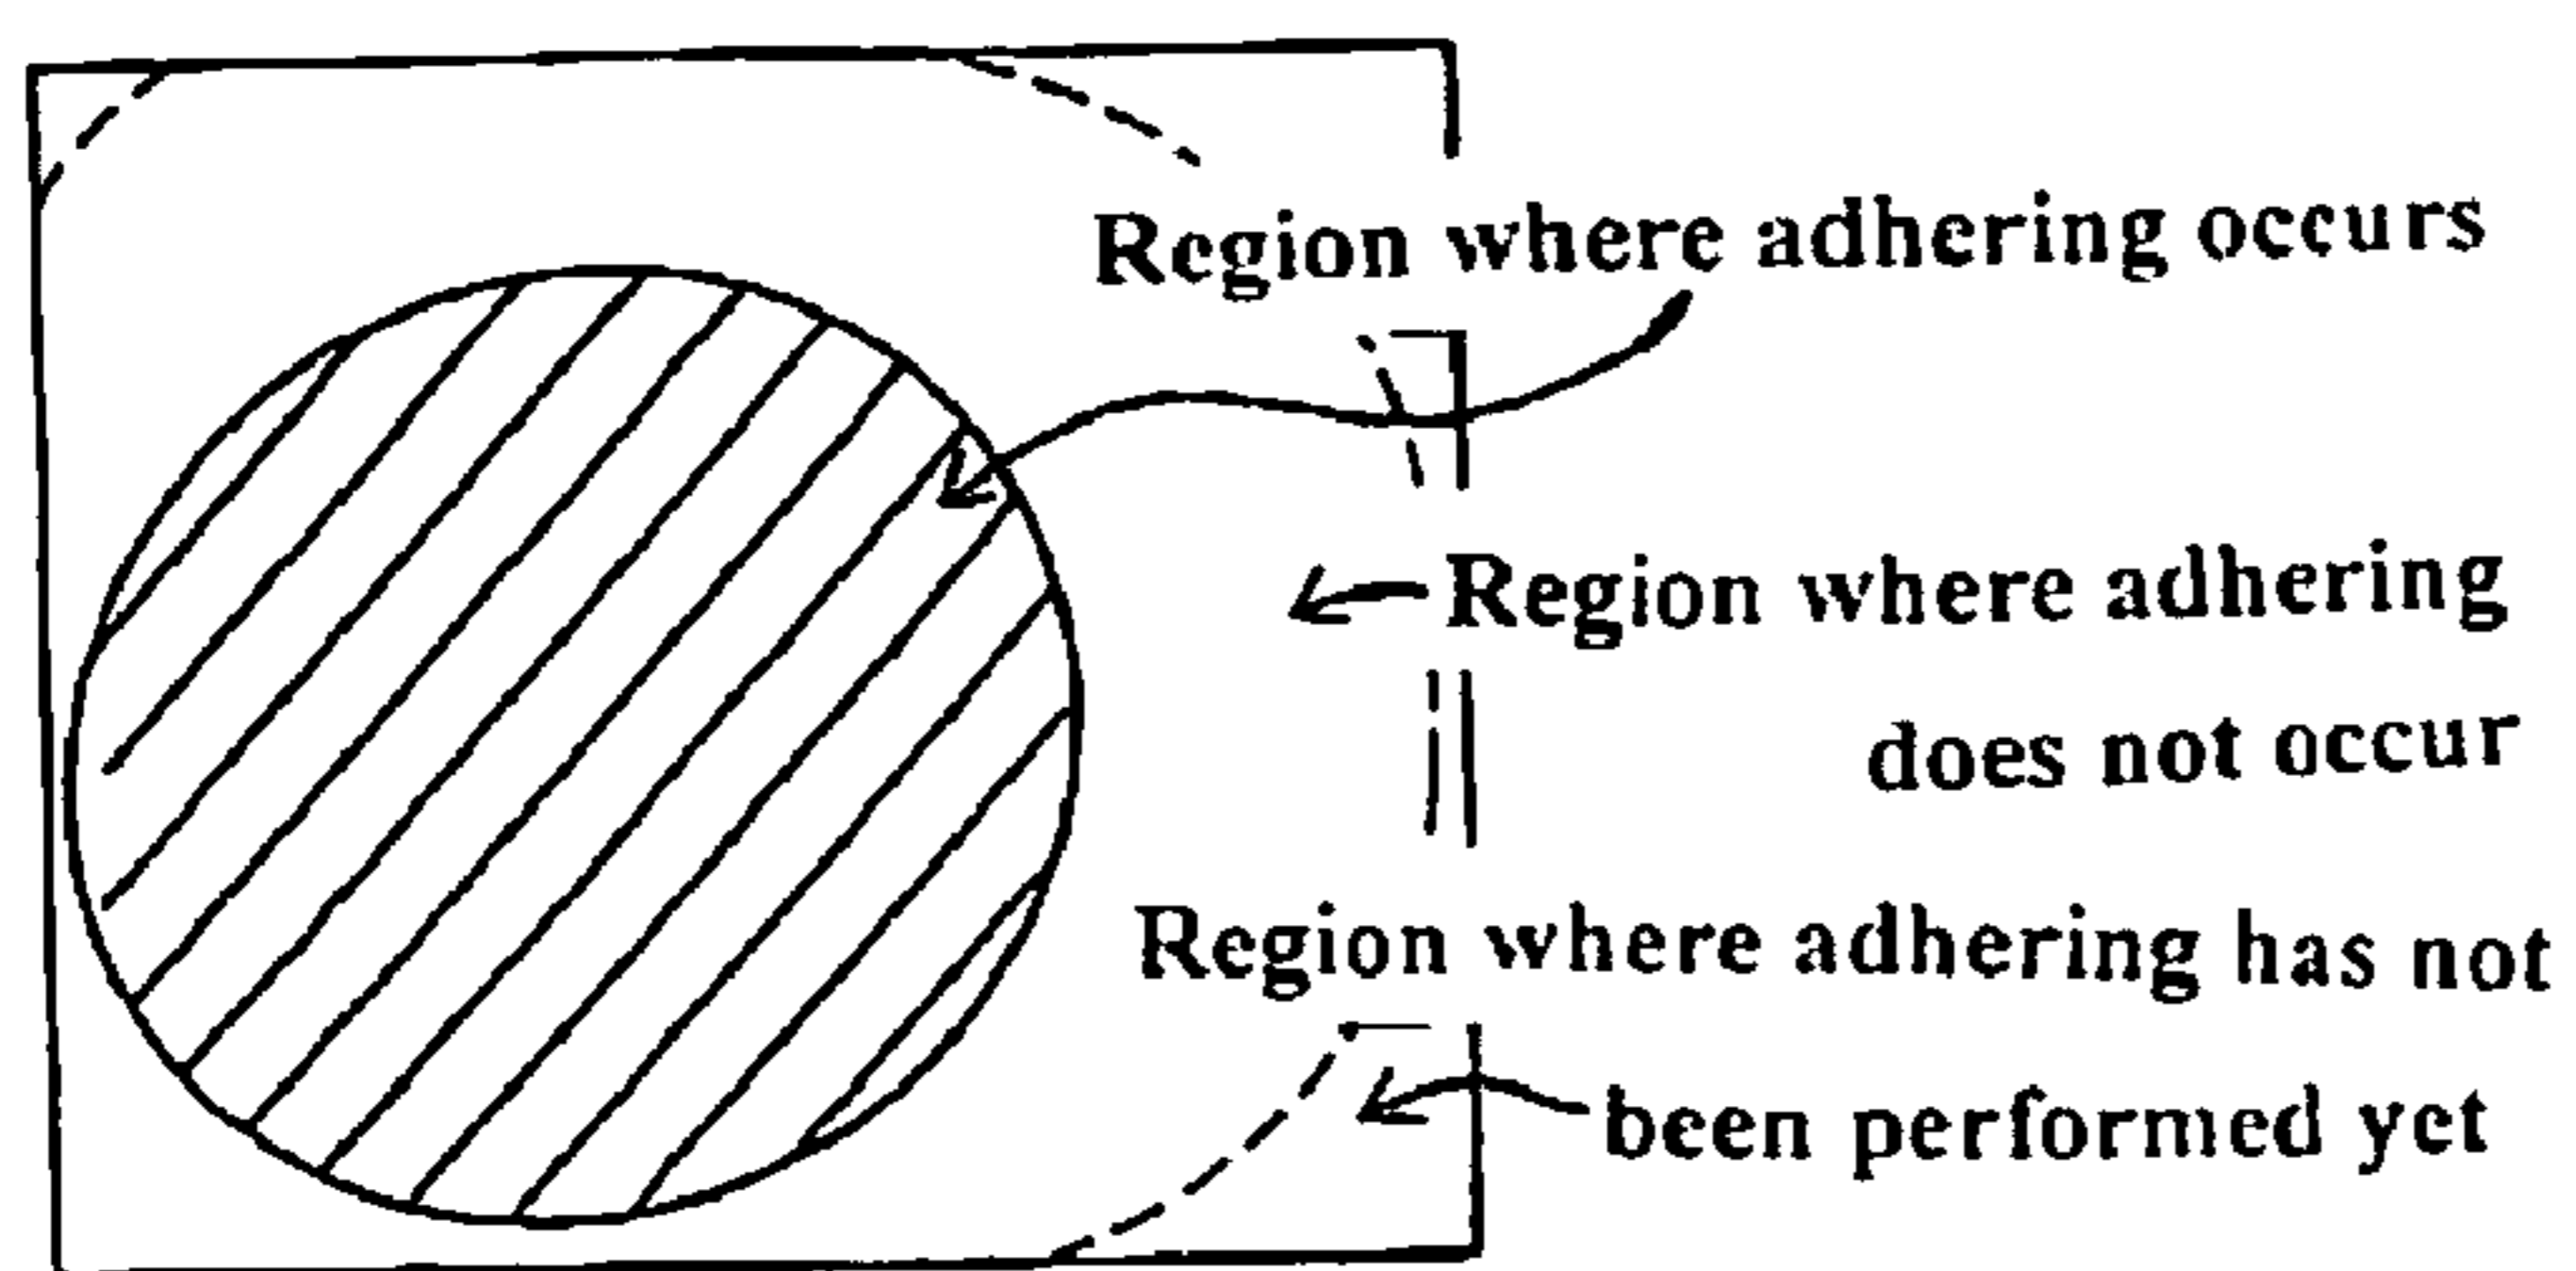 Region where adhering occurs
Region where adhering
does not occur
Region where adhering has not
been performed yet